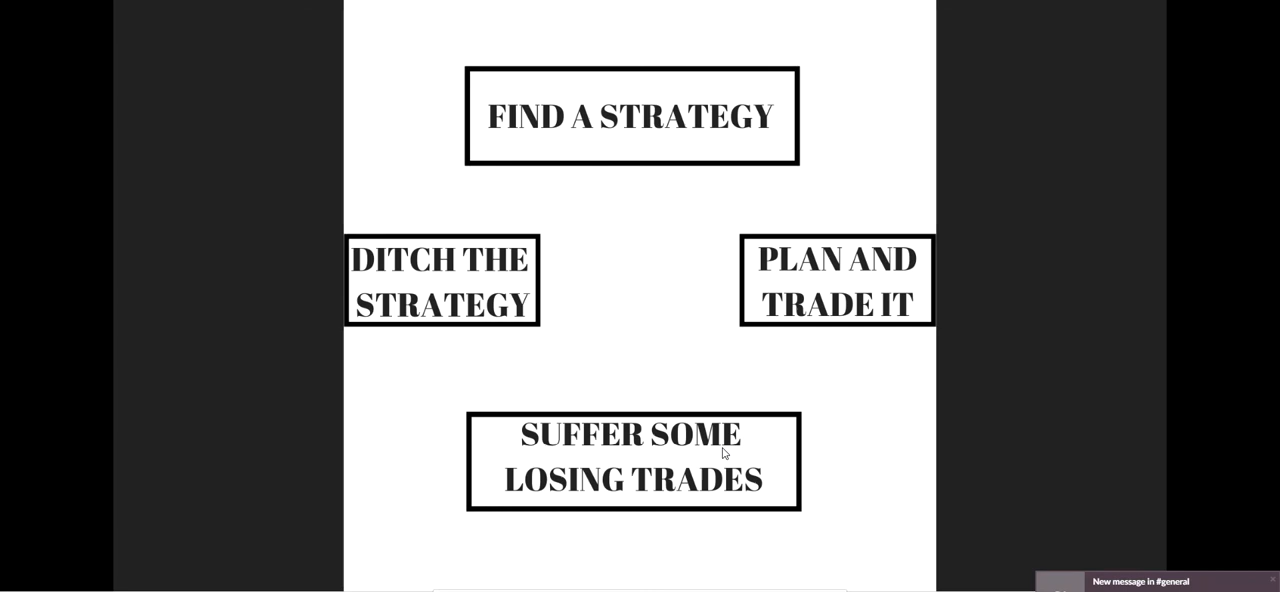 FIND A STRATEGY
DITCH THE
STRATEGY
PLAN AND
TRADE IT
SUFFER SOME
LOSING TRADES
New message in #general